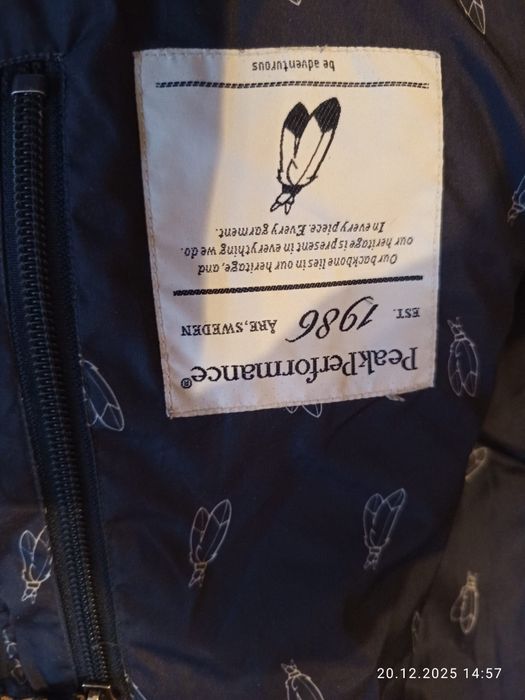 PeakPerformance®
EST. 1986 ÅRE, SWEDEN
Our backbone lies in our heritage, and
our heritage is present in everything we do.
In every piece. Every garment.
be adventurous
20.12.2025 14:57